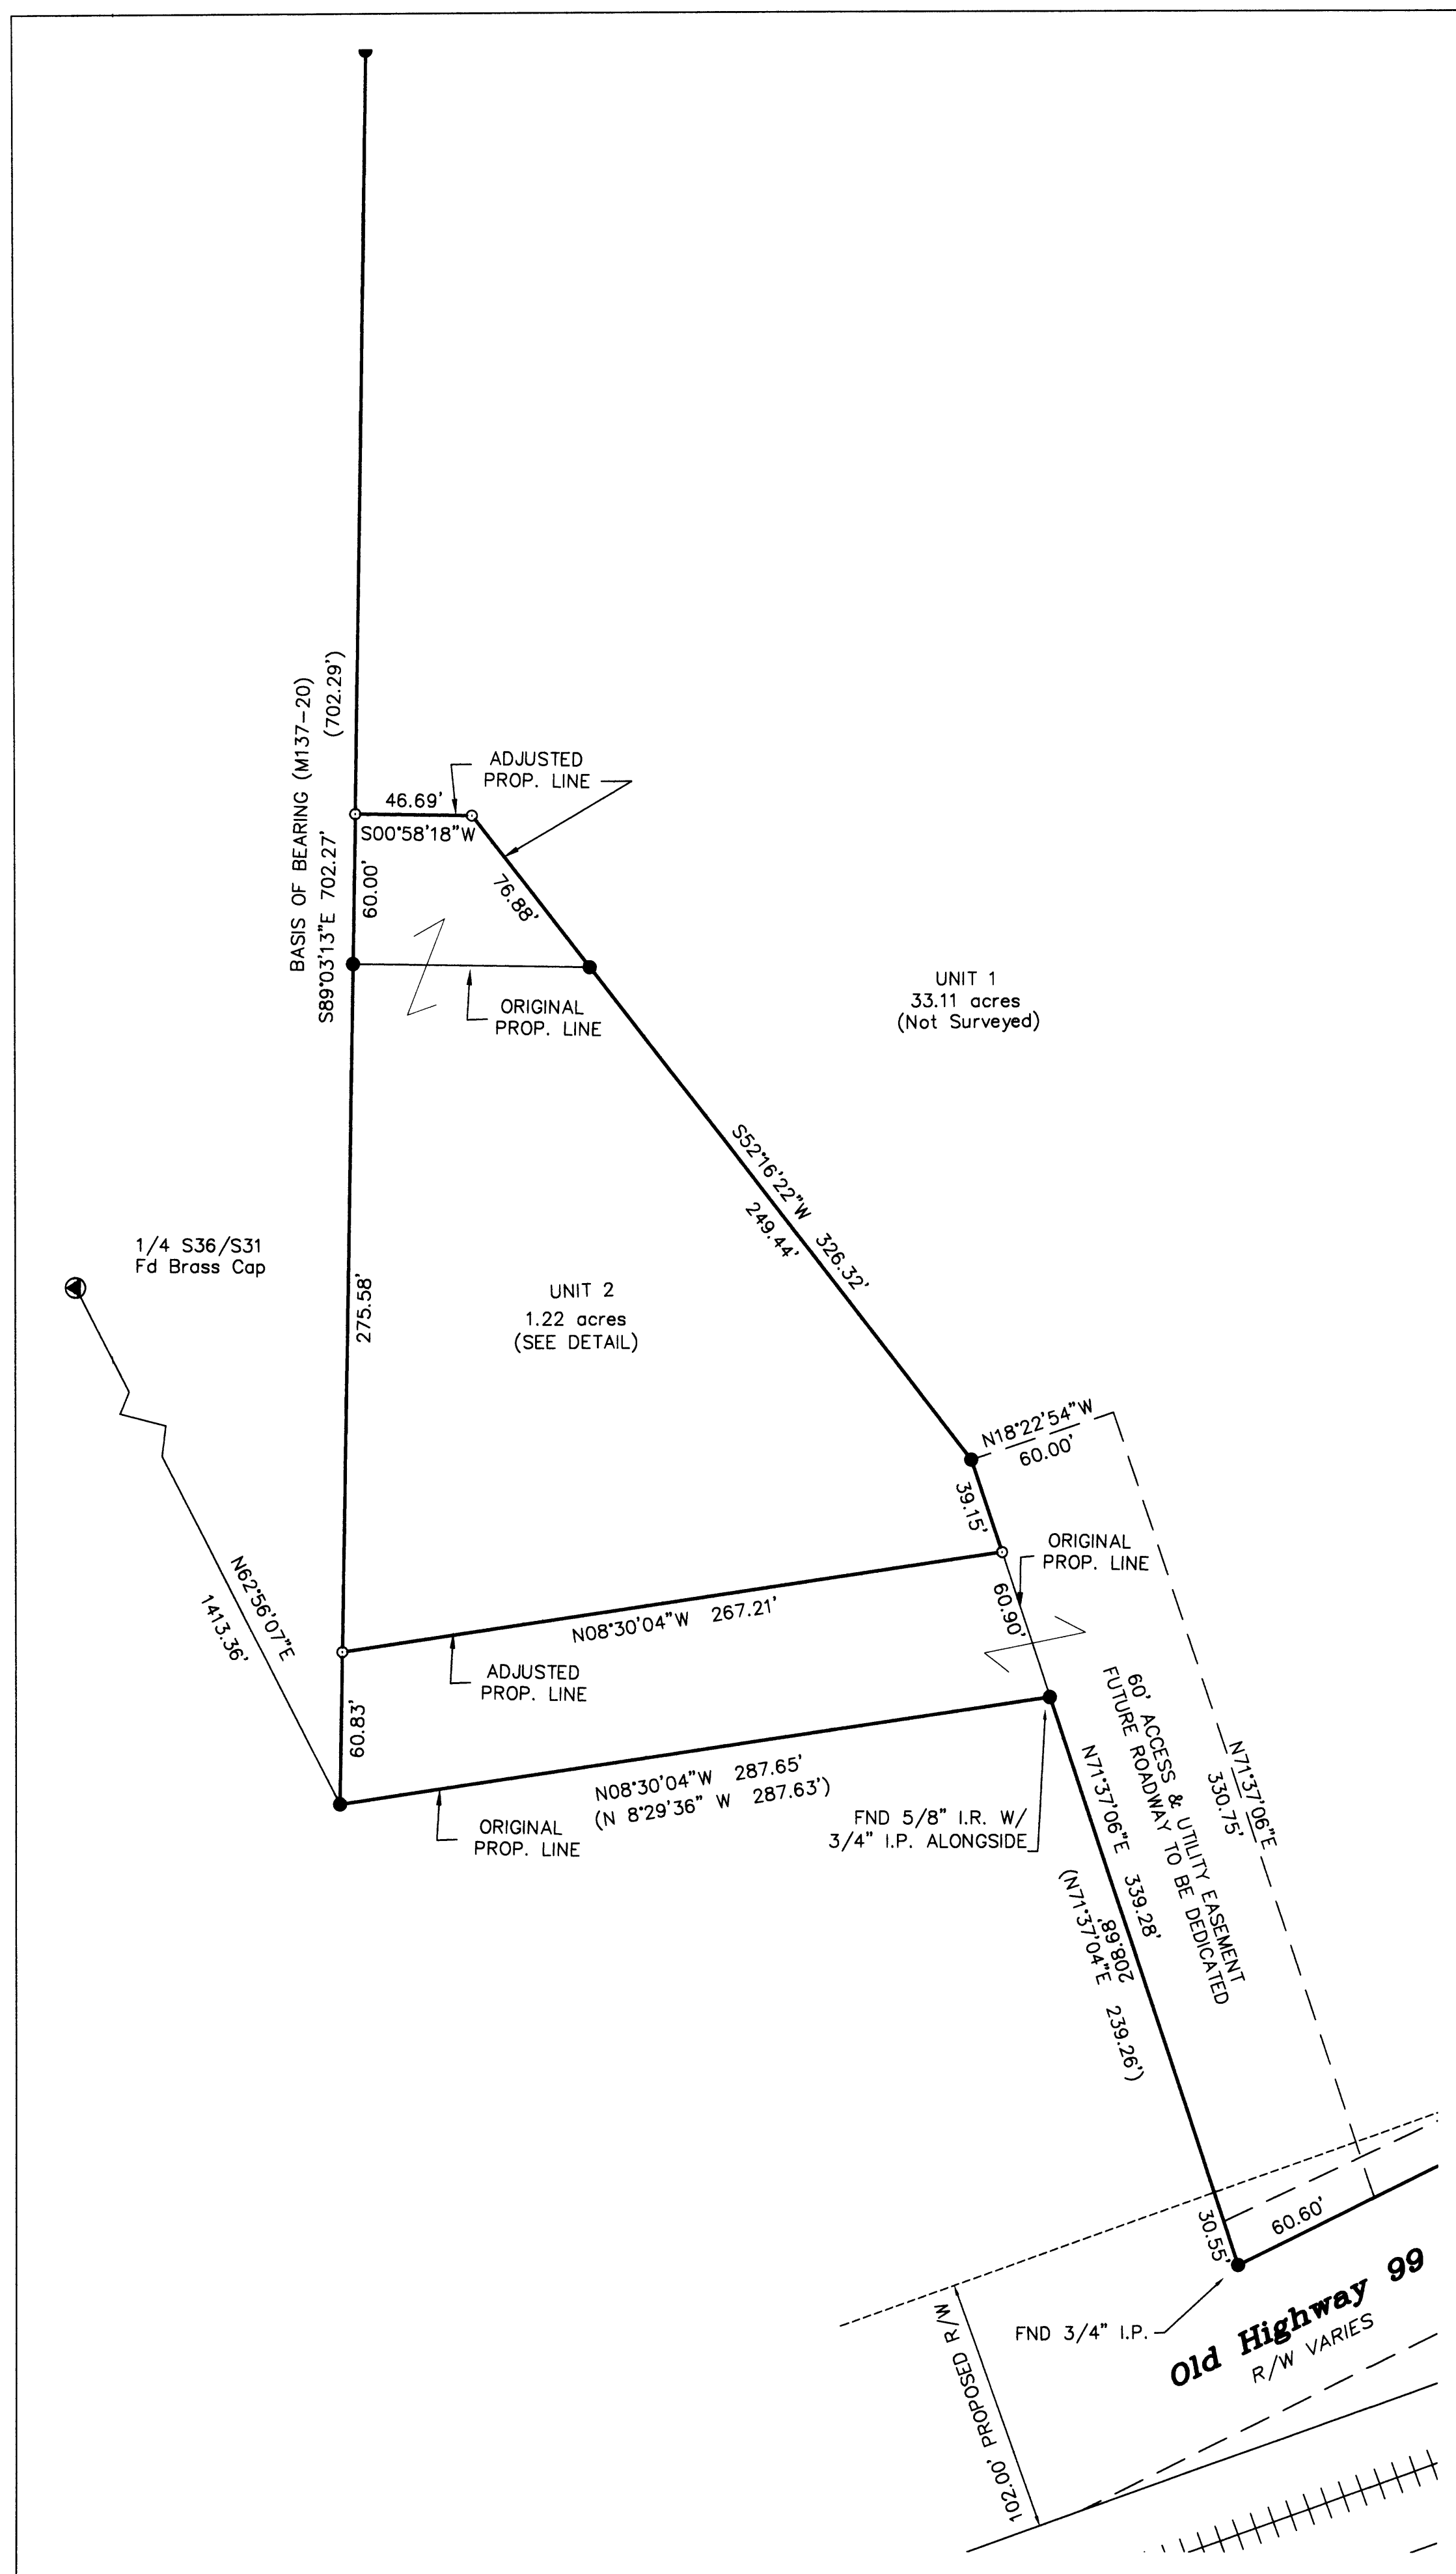 BASIS OF BEARING (M137-20)
(702.29')
S89°03'13"E 702.27'
ADJUSTED
PROP. LINE
46.69'
S00°58'18"W
60.00'
76.88'
ORIGINAL
PROP. LINE
UNIT 1
33.11 acres
(Not Surveyed)
S52°16'22"W 326.32'
249.44'
1/4 S36/S31
Fd Brass Cap
275.58'
UNIT 2
1.22 acres
(SEE DETAIL)
N18°22'54"W
60.00'
39.15'
ORIGINAL
PROP. LINE
60.90'
N62°56'07"E
1413.36'
N08°30'04"W 267.21'
ADJUSTED
PROP. LINE
60.83'
N08°30'04"W 287.65'
(N 8°29'36" W 287.63')
ORIGINAL
PROP. LINE
FND 5/8" I.R. W/
3/4" I.P. ALONGSIDE
60' ACCESS & UTILITY EASEMENT
FUTURE ROADWAY TO BE DEDICATED
N71°37'06"E
330.75'
N71°37'06"E 339.28'
208.68'
(N71°37'04"E 239.26')
30.55'
60.60'
FND 3/4" I.P.
Old Highway 99
R/W VARIES
102.00' PROPOSED R/W